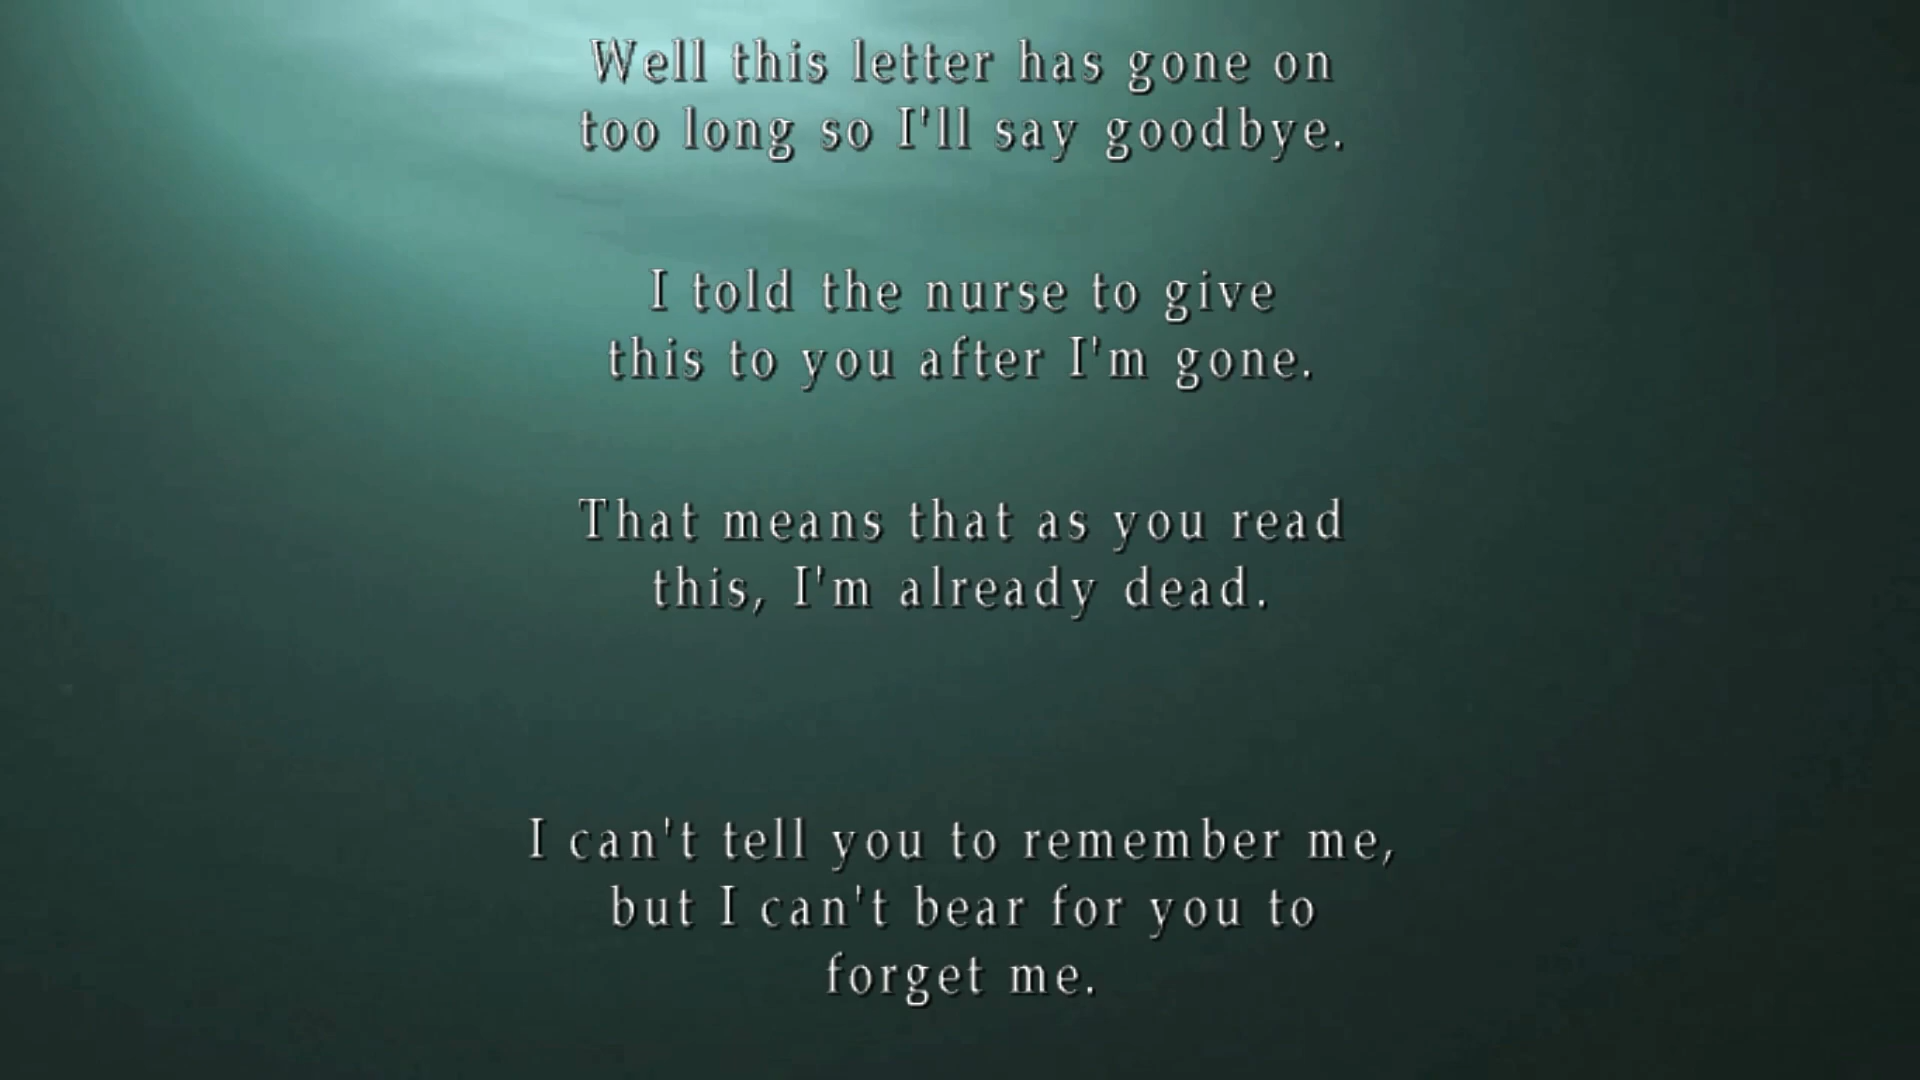 Well this letter has gone on
too long so I'll say goodbye.
I told the nurse to give
this to you after I'm gone.
That means that as you read
this, I'm already dead.
I can't tell you to remember me,
but I can't bear for you to
forget me.